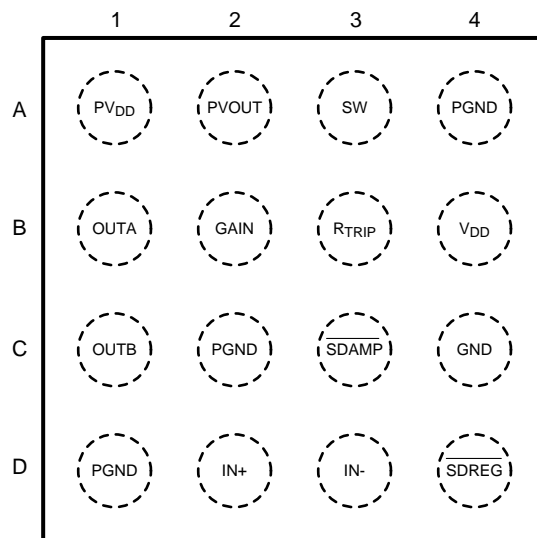 1 2 3 4
A PVDD PVOUT SW PGND
B OUTA GAIN RTRIP VDD
C OUTB PGND SDAMP GND
D PGND IN+ IN- SDREG